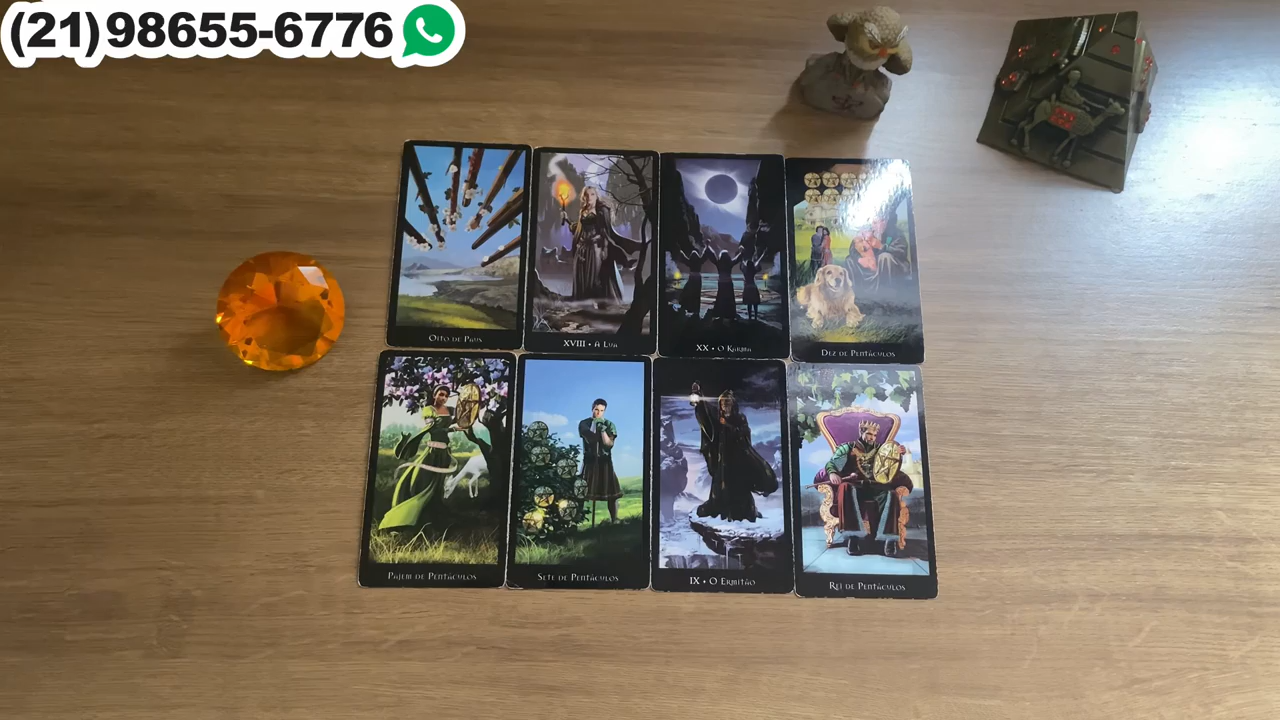 (21)98655-6776
Oito de Paus
XVIII • A Lua
XX • O Karma
Dez de Pentáculos
Pajem de Pentáculos
Sete de Pentáculos
IX • O Ermitão
Rei de Pentáculos